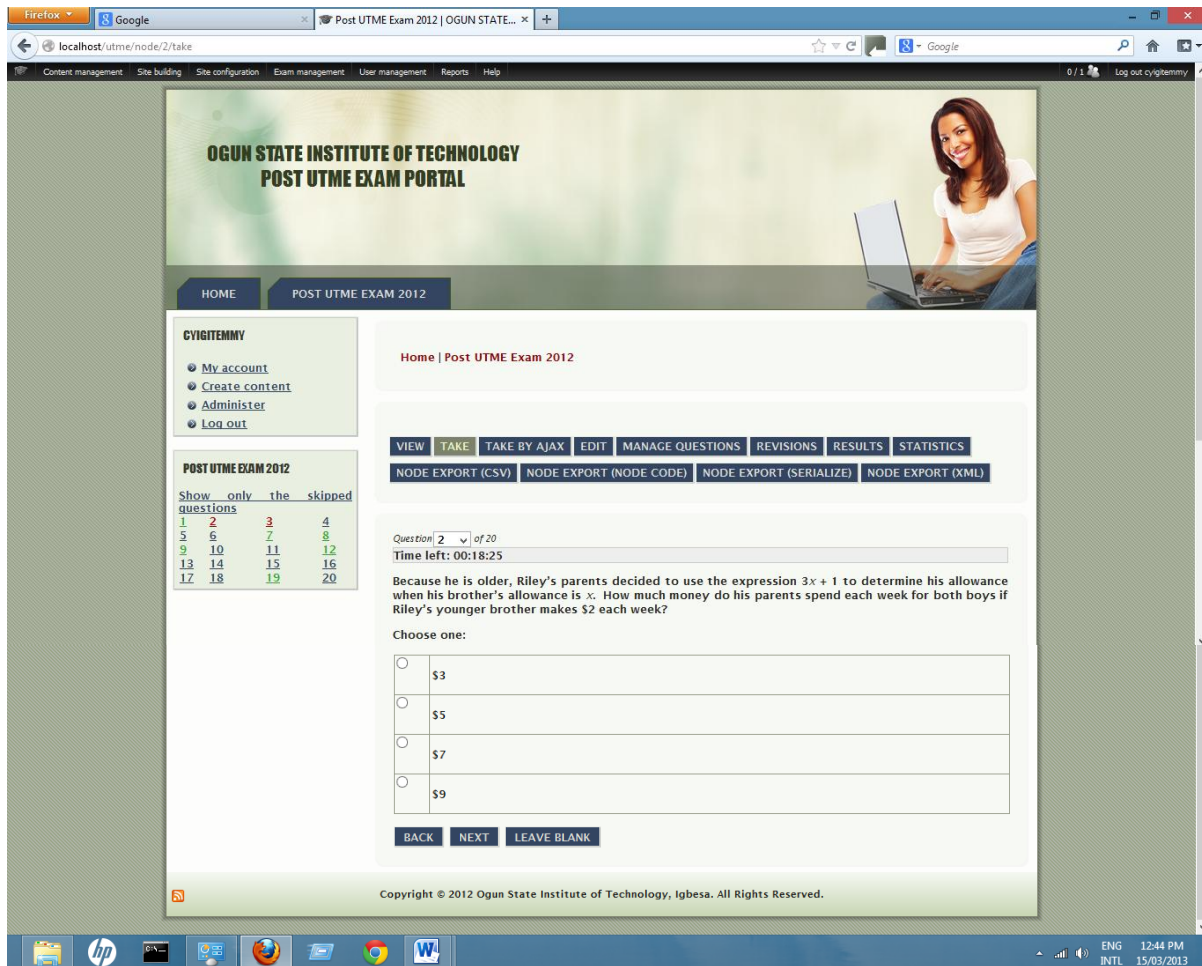 Firefox
Google
Post UTME Exam 2012 | OGUN STATE...
localhost/utme/node/2/take
Google
Content management Site building Site configuration Exam management User management Reports Help
0 / 1 Log out cyigitemmy
OGUN STATE INSTITUTE OF TECHNOLOGY
POST UTME EXAM PORTAL
HOME POST UTME EXAM 2012
CYIGITEMMY
My account
Create content
Administer
Log out
POST UTME EXAM 2012
Show only the skipped
questions
1 2 3 4
5 6 7 8
9 10 11 12
13 14 15 16
17 18 19 20
Home | Post UTME Exam 2012
VIEW TAKE TAKE BY AJAX EDIT MANAGE QUESTIONS REVISIONS RESULTS STATISTICS
NODE EXPORT (CSV) NODE EXPORT (NODE CODE) NODE EXPORT (SERIALIZE) NODE EXPORT (XML)
Question 2 of 20
Time left: 00:18:25
Because he is older, Riley's parents decided to use the expression 3x + 1 to determine his allowance
when his brother's allowance is x. How much money do his parents spend each week for both boys if
Riley's younger brother makes $2 each week?
Choose one:
$3
$5
$7
$9
BACK NEXT LEAVE BLANK
Copyright © 2012 Ogun State Institute of Technology, Igbesa. All Rights Reserved.
hp
C:\
W
ENG 12:44 PM
INTL 15/03/2013